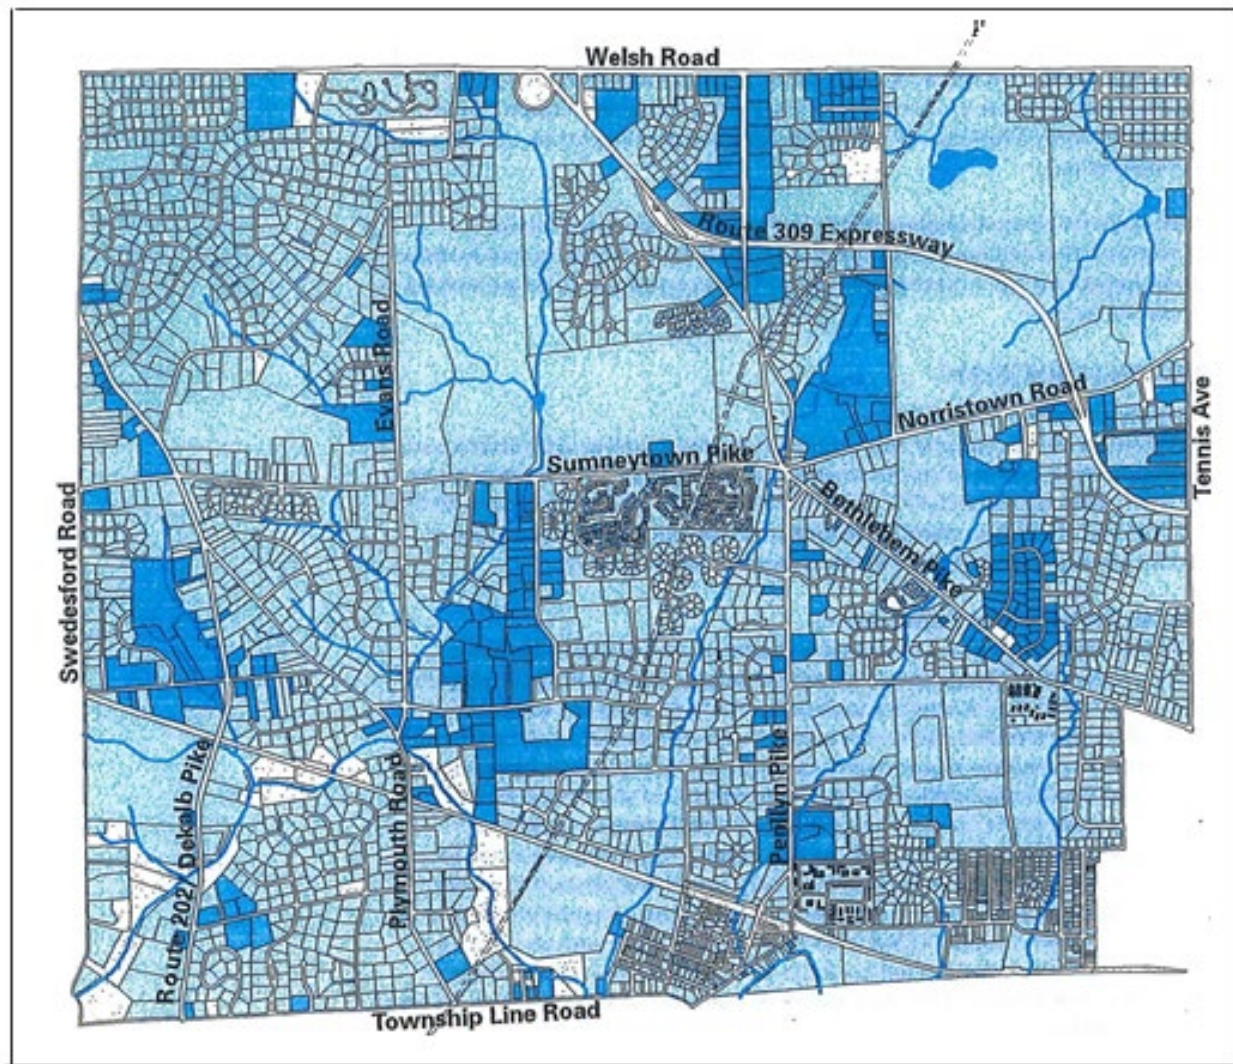 Welsh Road
Route 309 Expressway
Evans Road
Norristown Road
Tennis Ave
Sumneytown Pike
Bethlehem Pike
Swedesford Road
Route 202 / Dekalb Pike
Plymouth Road
Penllyn Pike
Township Line Road